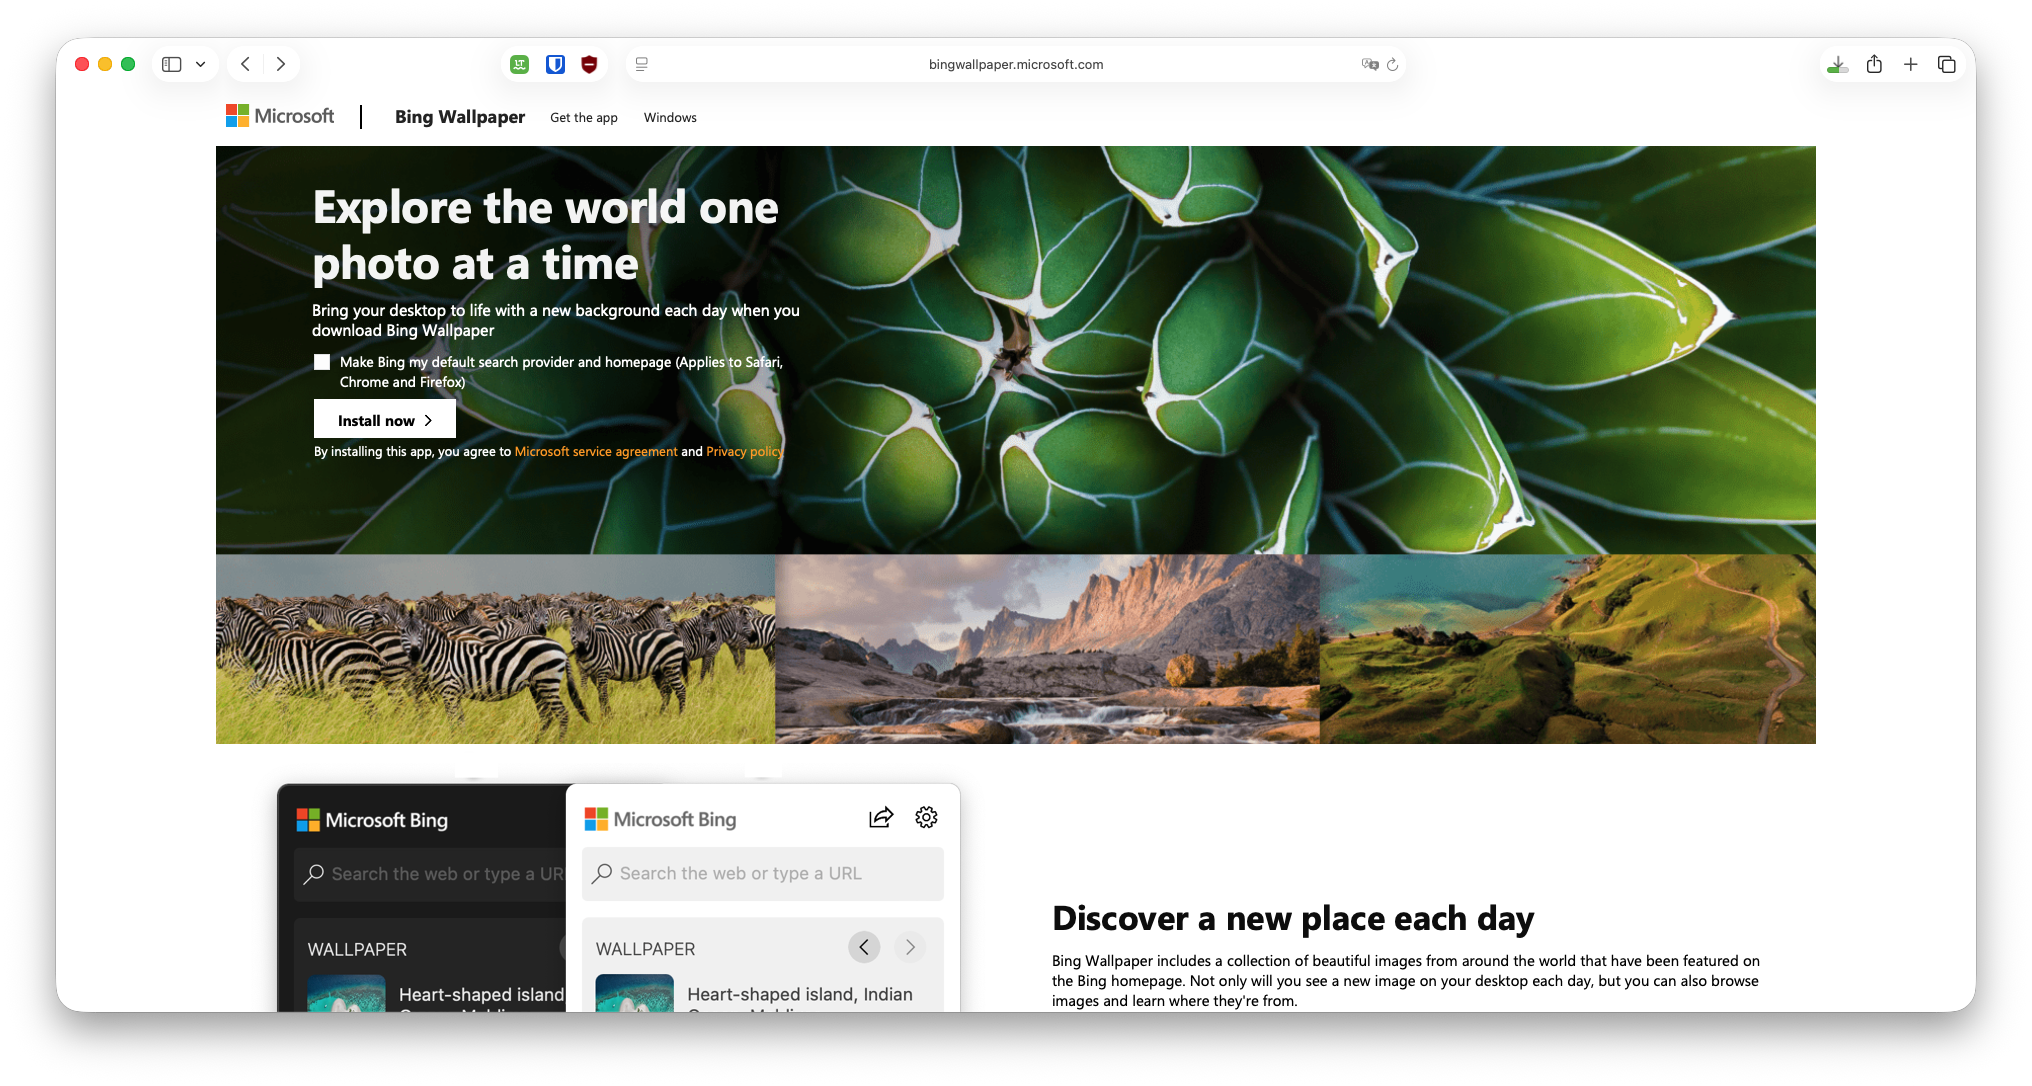 bingwallpaper.microsoft.com
Microsoft
Bing Wallpaper
Get the app
Windows
Explore the world one
photo at a time
Bring your desktop to life with a new background each day when you
download Bing Wallpaper
Make Bing my default search provider and homepage (Applies to Safari,
Chrome and Firefox)
Install now
By installing this app, you agree to Microsoft service agreement and Privacy policy
Microsoft Bing
Search the web or type a UR
WALLPAPER
Heart-shaped island
Microsoft Bing
Search the web or type a URL
WALLPAPER
Heart-shaped island, Indian
Discover a new place each day
Bing Wallpaper includes a collection of beautiful images from around the world that have been featured on
the Bing homepage. Not only will you see a new image on your desktop each day, but you can also browse
images and learn where they're from.